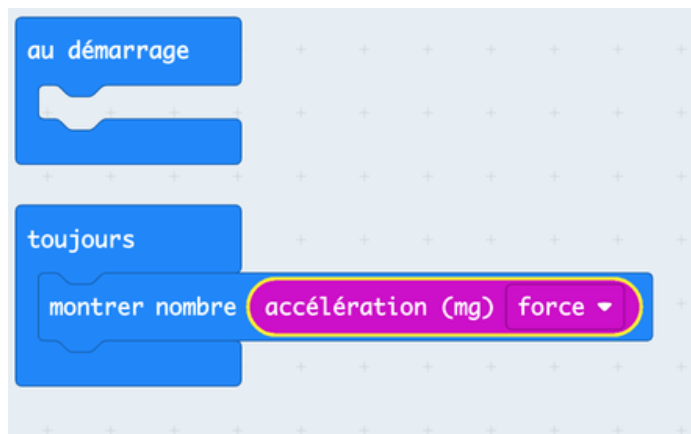 au démarrage
toujours
montrer nombre accélération (mg) force